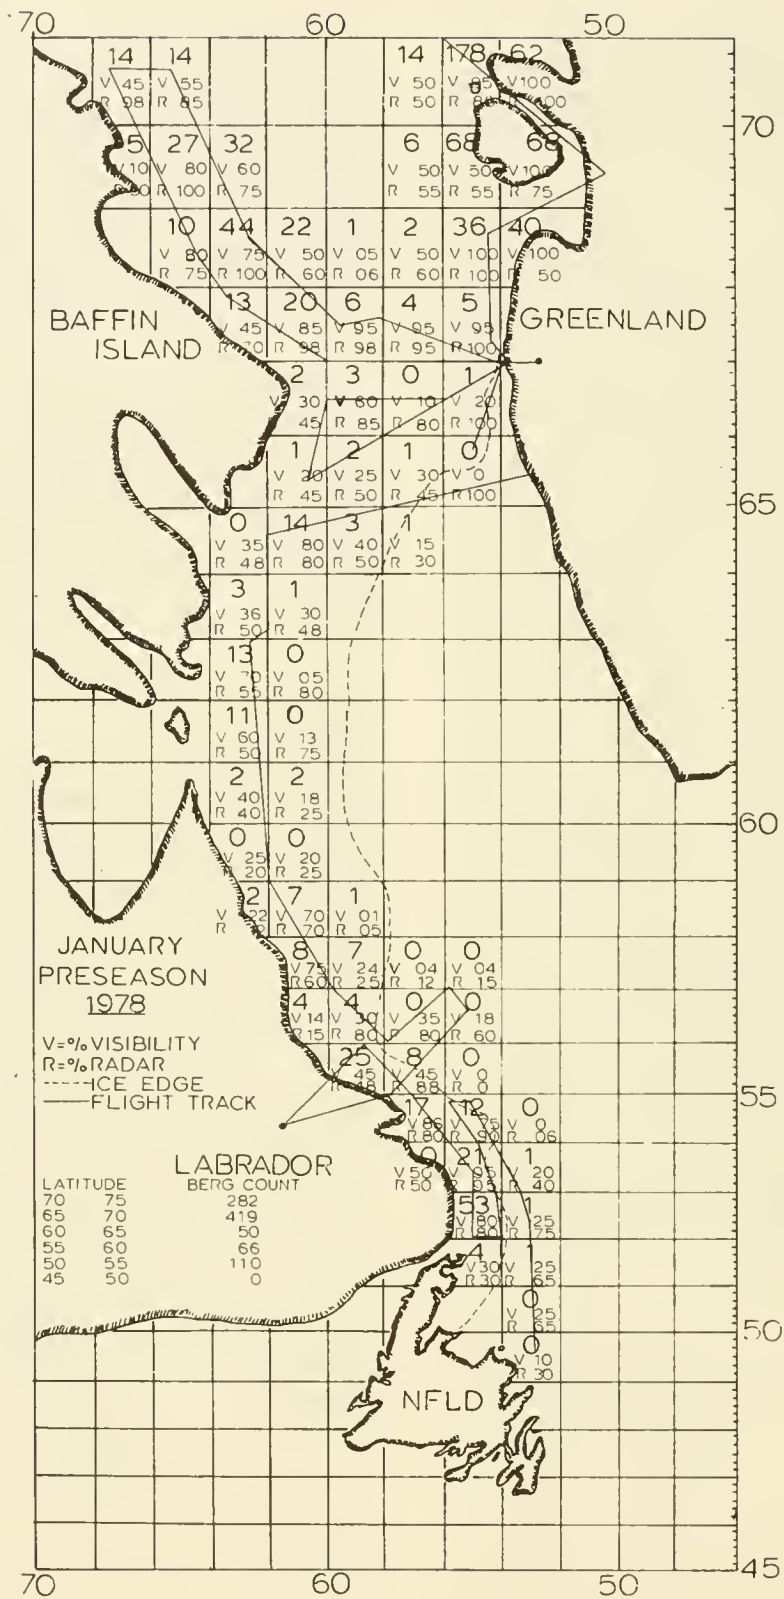 70 60 50
14 14 14 178 62
V 45 V 55 V 50 V 85 V 100
R 98 R 85 R 50 R 80 R 100
70
5 27 32 6 68 68
V 10 V 80 V 60 V 50 V 50 V 100
R 50 R 100 R 75 R 55 R 55 R 75
10 44 22 1 2 36 40
V 80 V 75 V 50 V 05 V 50 V 100 V 100
R 75 R 100 R 60 R 06 R 60 R 100 R 50
13 20 6 4 5
BAFFIN
ISLAND
GREENLAND
V 45 V 85 V 95 V 95 V 95
R 70 R 98 R 98 R 95 R 100
2 3 0 1
V 30 V 60 V 10 V 20
45 R 85 R 80 R 100
1 2 1 0
V 20 V 25 V 30 V 0
R 45 R 50 R 45 R 100
65
0 14 3 1
V 35 V 80 V 40 V 15
R 48 R 80 R 50 R 30
3 1
V 36 V 30
R 50 R 48
13 0
V 70 V 05
R 55 R 80
11 0
V 60 V 13
R 50 R 75
2 2
V 40 V 18
R 40 R 25
60
0 0
V 25 V 20
R 20 R 25
2 7 1
V 22 V 70 V 01
R R 70 R 05
8 7 0 0
V 75 V 24 V 04 V 04
R 60 R 25 R 12 R 15
4 4 0 0
V 14 V 30 V 35 V 18
R 15 R 80 R 80 R 60
25 8 0
V 45 V 45 V 0
R 48 R 88 R 0
55
17 12 0
V 86 V 75 V 0
R 80 R 90 R 06
0 21 1
V 50 V 05 V 20
R 50 R 05 R 40
53 1
V 80 V 25
R 80 R 75
4 1
V 30 V 25
R 30 R 65
0
V 25
R 65
50
0
V 10
R 30
JANUARY
PRESEASON
1978
V=% VISIBILITY
R=% RADAR
ICE EDGE
FLIGHT TRACK
LABRADOR
LATITUDE BERG COUNT
70 75 282
65 70 419
60 65 50
55 60 66
50 55 110
45 50 0
NFLD
45
70 60 50